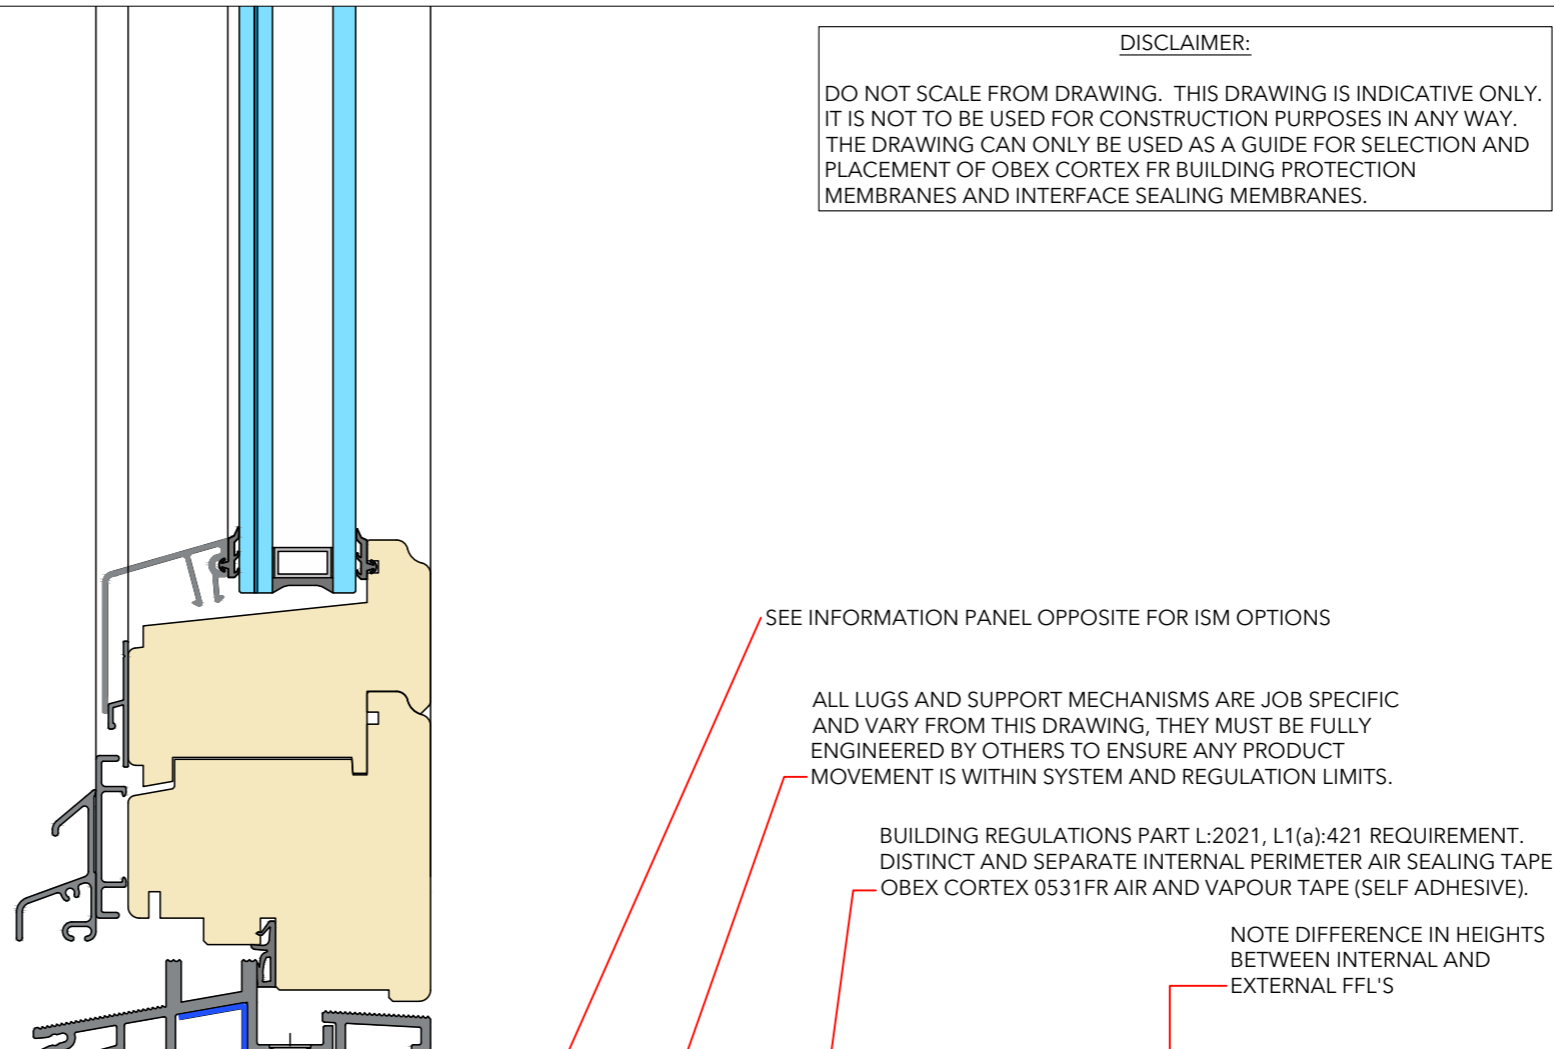 DISCLAIMER:
DO NOT SCALE FROM DRAWING. THIS DRAWING IS INDICATIVE ONLY.
IT IS NOT TO BE USED FOR CONSTRUCTION PURPOSES IN ANY WAY.
THE DRAWING CAN ONLY BE USED AS A GUIDE FOR SELECTION AND
PLACEMENT OF OBEX CORTEX FR BUILDING PROTECTION
MEMBRANES AND INTERFACE SEALING MEMBRANES.
SEE INFORMATION PANEL OPPOSITE FOR ISM OPTIONS
ALL LUGS AND SUPPORT MECHANISMS ARE JOB SPECIFIC
AND VARY FROM THIS DRAWING, THEY MUST BE FULLY
ENGINEERED BY OTHERS TO ENSURE ANY PRODUCT
MOVEMENT IS WITHIN SYSTEM AND REGULATION LIMITS.
BUILDING REGULATIONS PART L:2021, L1(a):421 REQUIREMENT.
DISTINCT AND SEPARATE INTERNAL PERIMETER AIR SEALING TAPE
OBEX CORTEX 0531FR AIR AND VAPOUR TAPE (SELF ADHESIVE).
NOTE DIFFERENCE IN HEIGHTS
BETWEEN INTERNAL AND
EXTERNAL FFL'S